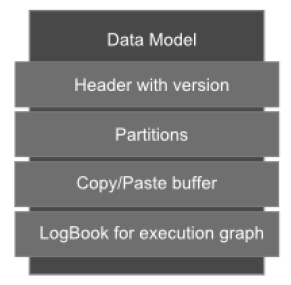 Data Model
Header with version
Partitions
Copy/Paste buffer
LogBook for execution graph